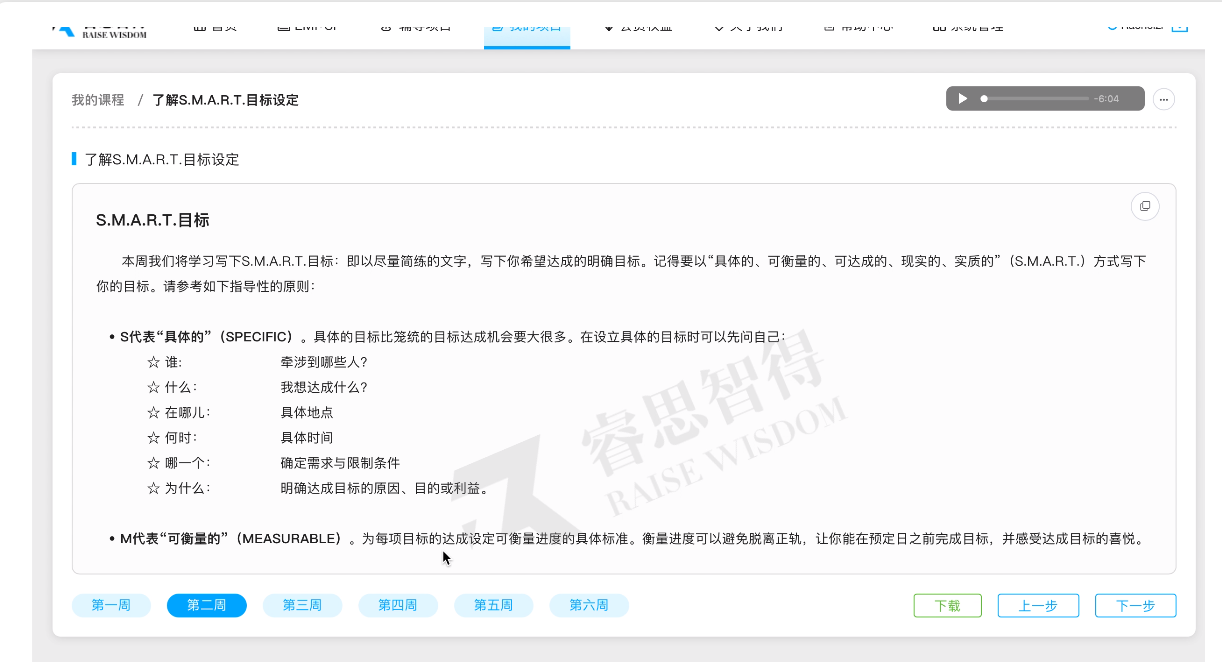 RAISE WISDOM
我的项目
我的课程 / 了解S.M.A.R.T.目标设定
-6:04
了解S.M.A.R.T.目标设定
S.M.A.R.T.目标
本周我们将学习写下S.M.A.R.T.目标：即以尽量简练的文字，写下你希望达成的明确目标。记得要以“具体的、可衡量的、可达成的、现实的、实质的”（S.M.A.R.T.）方式写下
你的目标。请参考如下指导性的原则：
• S代表“具体的”（SPECIFIC）。具体的目标比笼统的目标达成机会要大很多。在设立具体的目标时可以先问自己：
☆ 谁: 牵涉到哪些人？
☆ 什么： 我想达成什么？
☆ 在哪儿： 具体地点
☆ 何时： 具体时间
☆ 哪一个： 确定需求与限制条件
☆ 为什么： 明确达成目标的原因、目的或利益。
睿思智得
RAISE WISDOM
• M代表“可衡量的”（MEASURABLE）。为每项目标的达成设定可衡量进度的具体标准。衡量进度可以避免脱离正轨，让你能在预定日之前完成目标，并感受达成目标的喜悦。
第一周 第二周 第三周 第四周 第五周 第六周 下载 上一步 下一步